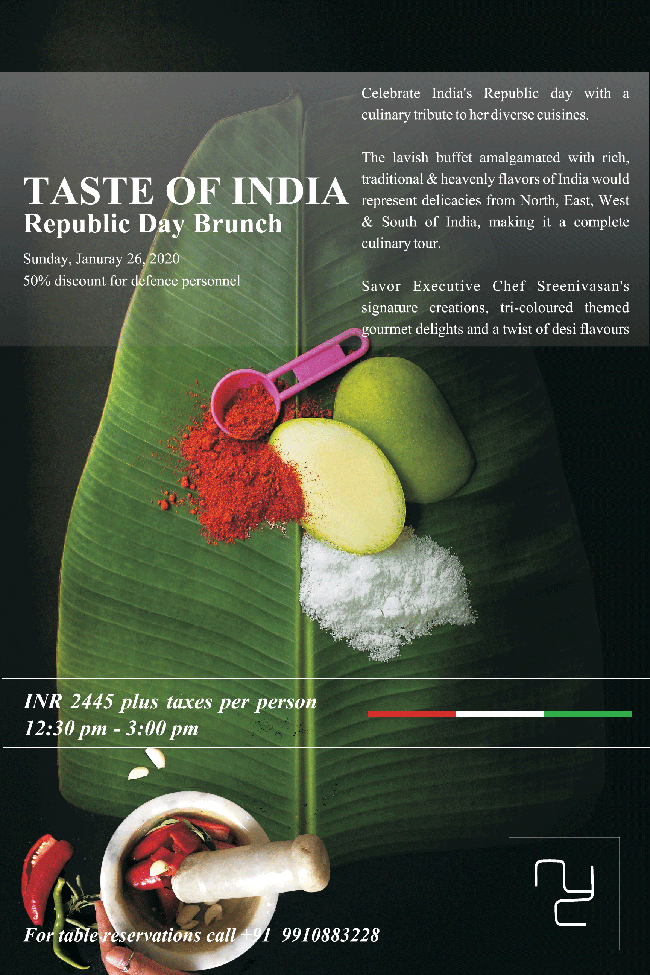 TASTE OF INDIA
Republic Day Brunch
Sunday, Januray 26, 2020
50% discount for defence personnel
Celebrate India's Republic day with a
culinary tribute to her diverse cuisines.
The lavish buffet amalgamated with rich,
traditional & heavenly flavors of India would
represent delicacies from North, East, West
& South of India, making it a complete
culinary tour.
Savor Executive Chef Sreenivasan's
signature creations, tri-coloured themed
gourmet delights and a twist of desi flavours
INR 2445 plus taxes per person
12:30 pm - 3:00 pm
For table reservations call +91 9910883228